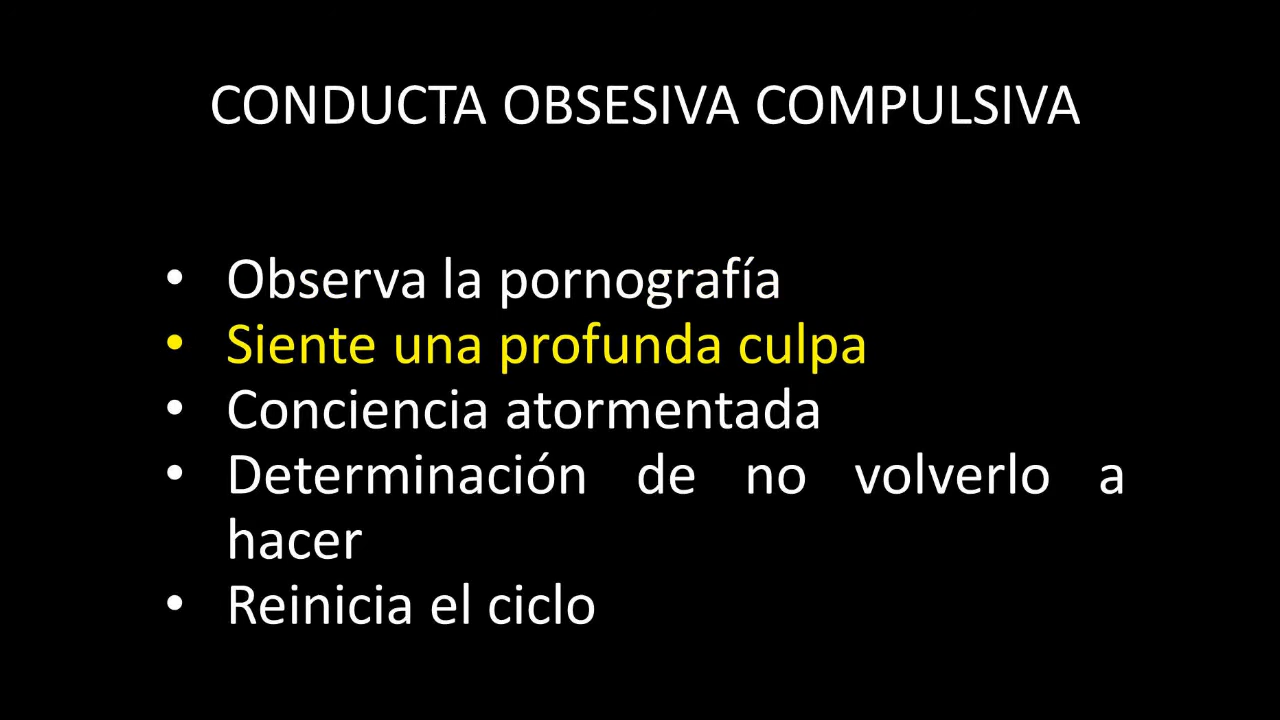 CONDUCTA OBSESIVA COMPULSIVA
• Observa la pornografía
• Siente una profunda culpa
• Conciencia atormentada
• Determinación de no volverlo a
hacer
• Reinicia el ciclo